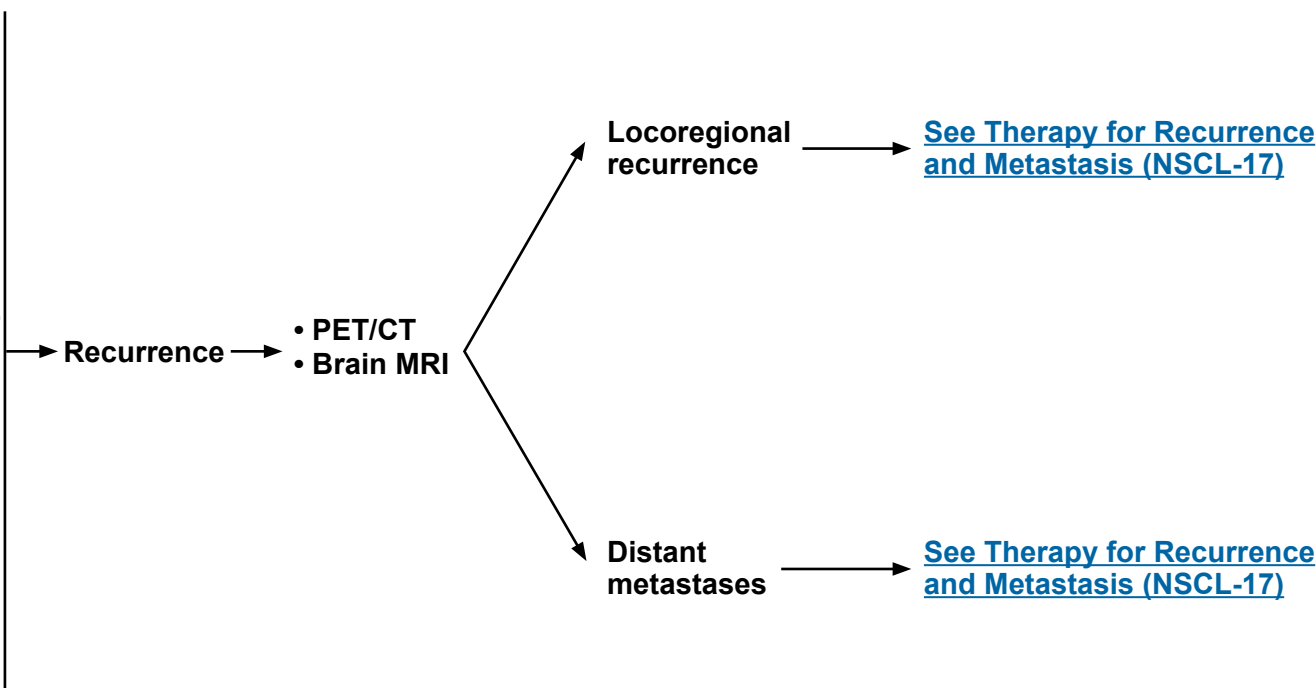 Locoregional
recurrence
See Therapy for Recurrence
and Metastasis (NSCL-17)
Recurrence
• PET/CT
• Brain MRI
Distant
metastases
See Therapy for Recurrence
and Metastasis (NSCL-17)